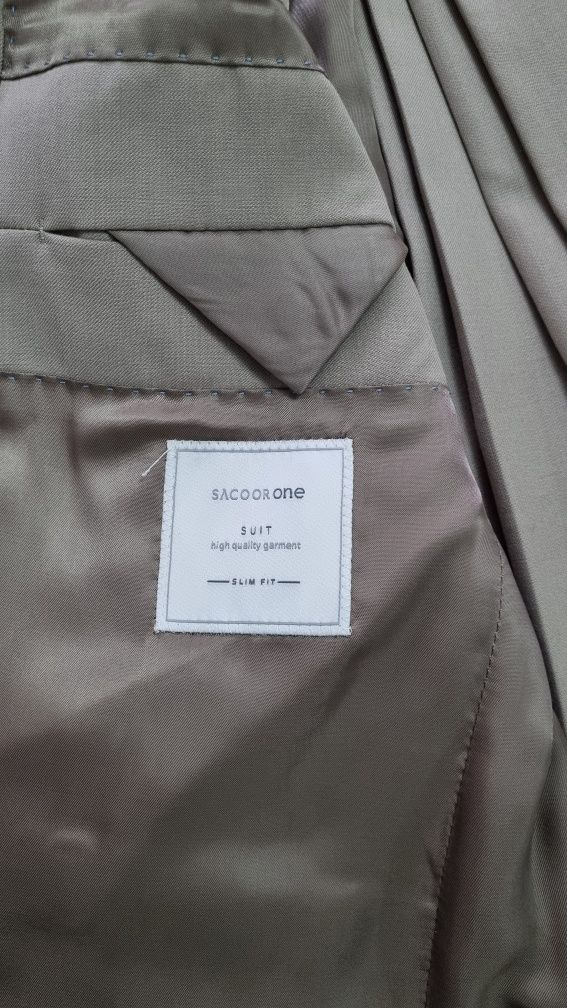 SACOORone
SUIT
high quality garment
SLIM FIT